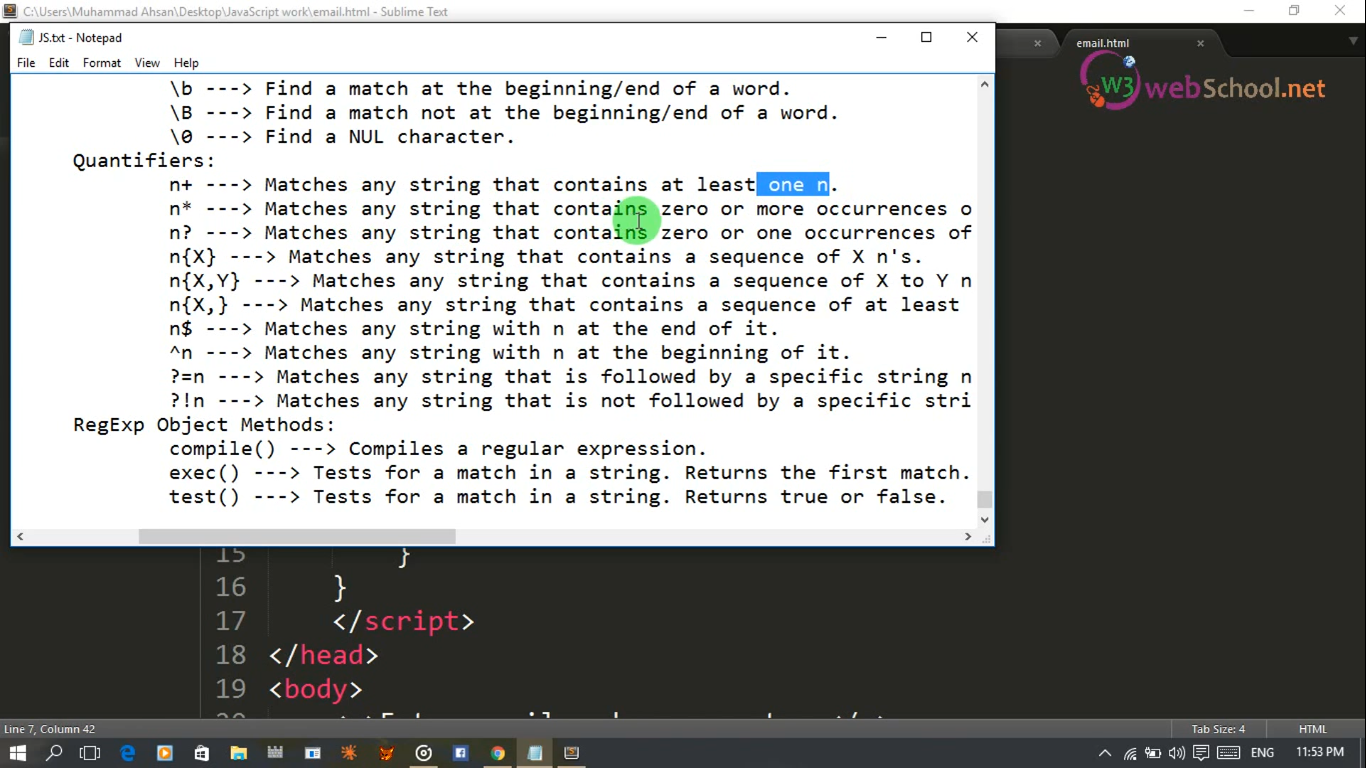 C:\Users\Muhammad Ahsan\Desktop\JavaScript work\email.html - Sublime Text
JS.txt - Notepad
email.html
File Edit Format View Help
W3 webSchool.net
\b ---> Find a match at the beginning/end of a word.
\B ---> Find a match not at the beginning/end of a word.
\0 ---> Find a NUL character.
Quantifiers:
n+ ---> Matches any string that contains at least one n.
n* ---> Matches any string that contains zero or more occurrences o
n? ---> Matches any string that contains zero or one occurrences of
n{X} ---> Matches any string that contains a sequence of X n's.
n{X,Y} ---> Matches any string that contains a sequence of X to Y n
n{X,} ---> Matches any string that contains a sequence of at least
n$ ---> Matches any string with n at the end of it.
^n ---> Matches any string with n at the beginning of it.
?=n ---> Matches any string that is followed by a specific string n
?!n ---> Matches any string that is not followed by a specific stri
RegExp Object Methods:
compile() ---> Compiles a regular expression.
exec() ---> Tests for a match in a string. Returns the first match.
test() ---> Tests for a match in a string. Returns true or false.
15 }
16 }
17 </script>
18 </head>
19 <body>
Line 7, Column 42 Tab Size: 4 HTML
ENG 11:53 PM